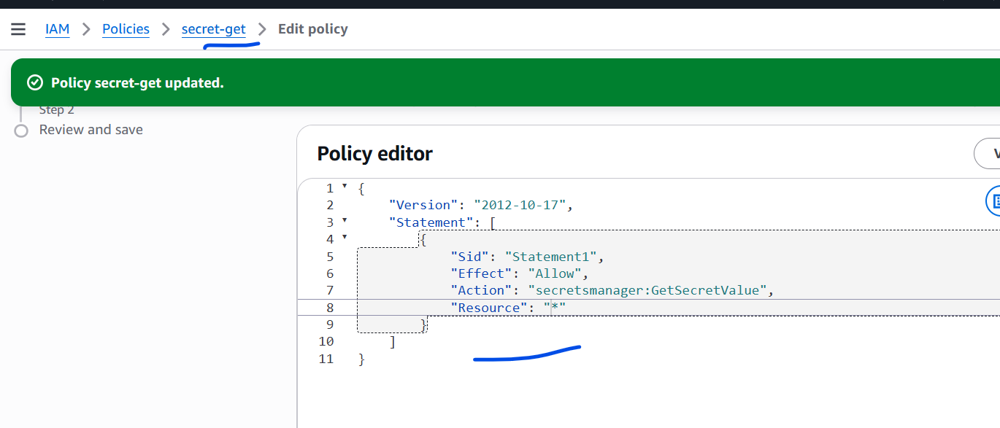 IAM > Policies > secret-get > Edit policy
Policy secret-get updated.
Step 2
Review and save
Policy editor
V
1 {
2 "Version": "2012-10-17",
3 "Statement": [
4 {
5 "Sid": "Statement1",
6 "Effect": "Allow",
7 "Action": "secretsmanager:GetSecretValue",
8 "Resource": "*"
9 }
10 ]
11 }